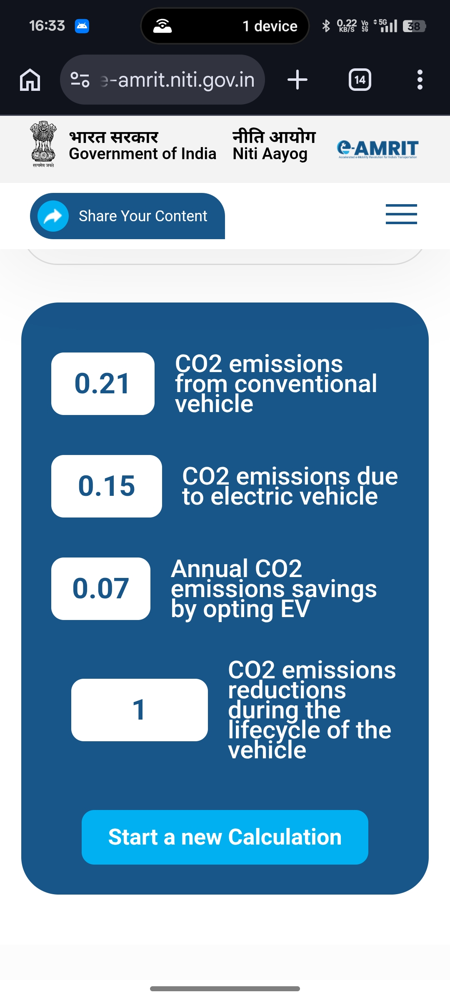 16:33
1 device
0.22 KB/S
Vo 5G
5G
38
e-amrit.niti.gov.in
14
भारत सरकार
Government of India
नीति आयोग
Niti Aayog
सत्यमेव जयते
e-AMRIT
Accelerated e-Mobility Revolution for India's Transportation
Share Your Content
0.21
CO2 emissions
from conventional
vehicle
0.15
CO2 emissions due
to electric vehicle
0.07
Annual CO2
emissions savings
by opting EV
1
CO2 emissions
reductions
during the
lifecycle of the
vehicle
Start a new Calculation